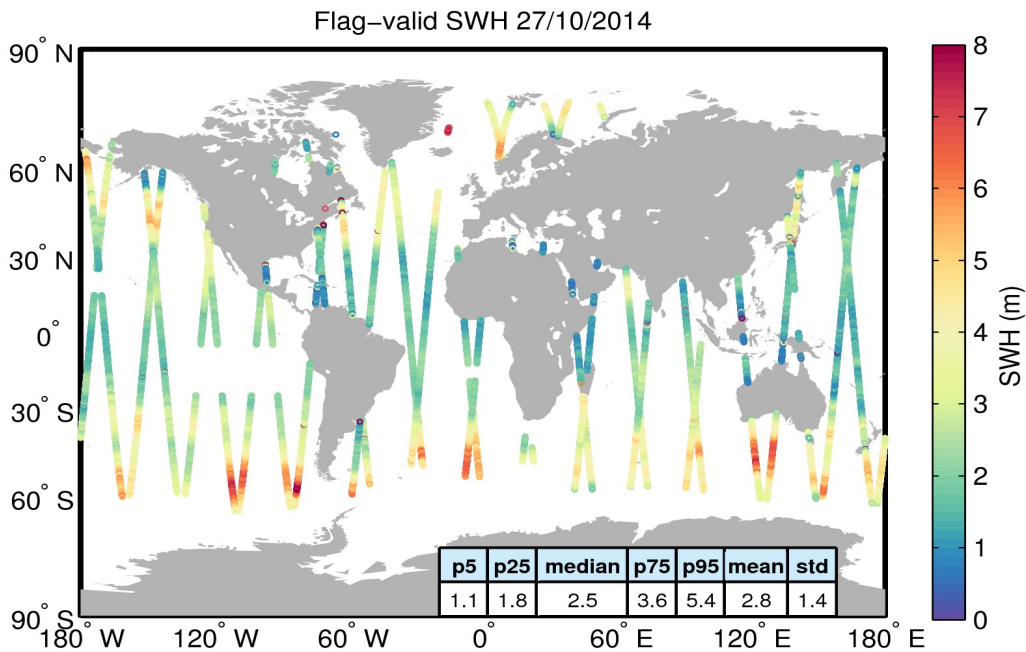 Flag−valid SWH 27/10/2014
90° N
60° N
30° N
0°
30° S
60° S
90° S
180° W
120° W
60° W
0°
60° E
120° E
180° E
p5 p25 median p75 p95 mean std
1.1 1.8 2.5 3.6 5.4 2.8 1.4
8
7
6
5
4
3
2
1
0
SWH (m)